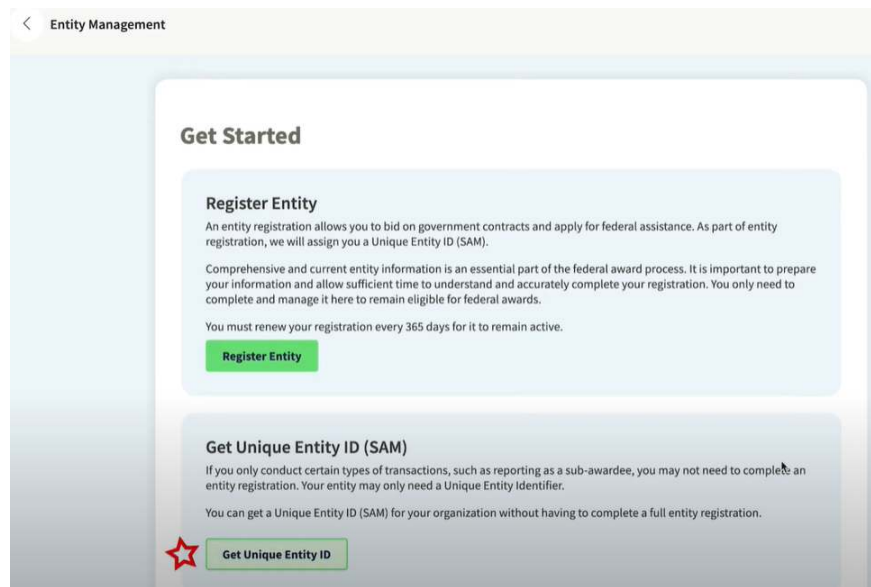 Entity Management
Get Started
Register Entity
An entity registration allows you to bid on government contracts and apply for federal assistance. As part of entity
registration, we will assign you a Unique Entity ID (SAM).
Comprehensive and current entity information is an essential part of the federal award process. It is important to prepare
your information and allow sufficient time to understand and accurately complete your registration. You only need to
complete and manage it here to remain eligible for federal awards.
You must renew your registration every 365 days for it to remain active.
Register Entity
Get Unique Entity ID (SAM)
If you only conduct certain types of transactions, such as reporting as a sub-awardee, you may not need to complete an
entity registration. Your entity may only need a Unique Entity Identifier.
You can get a Unique Entity ID (SAM) for your organization without having to complete a full entity registration.
Get Unique Entity ID